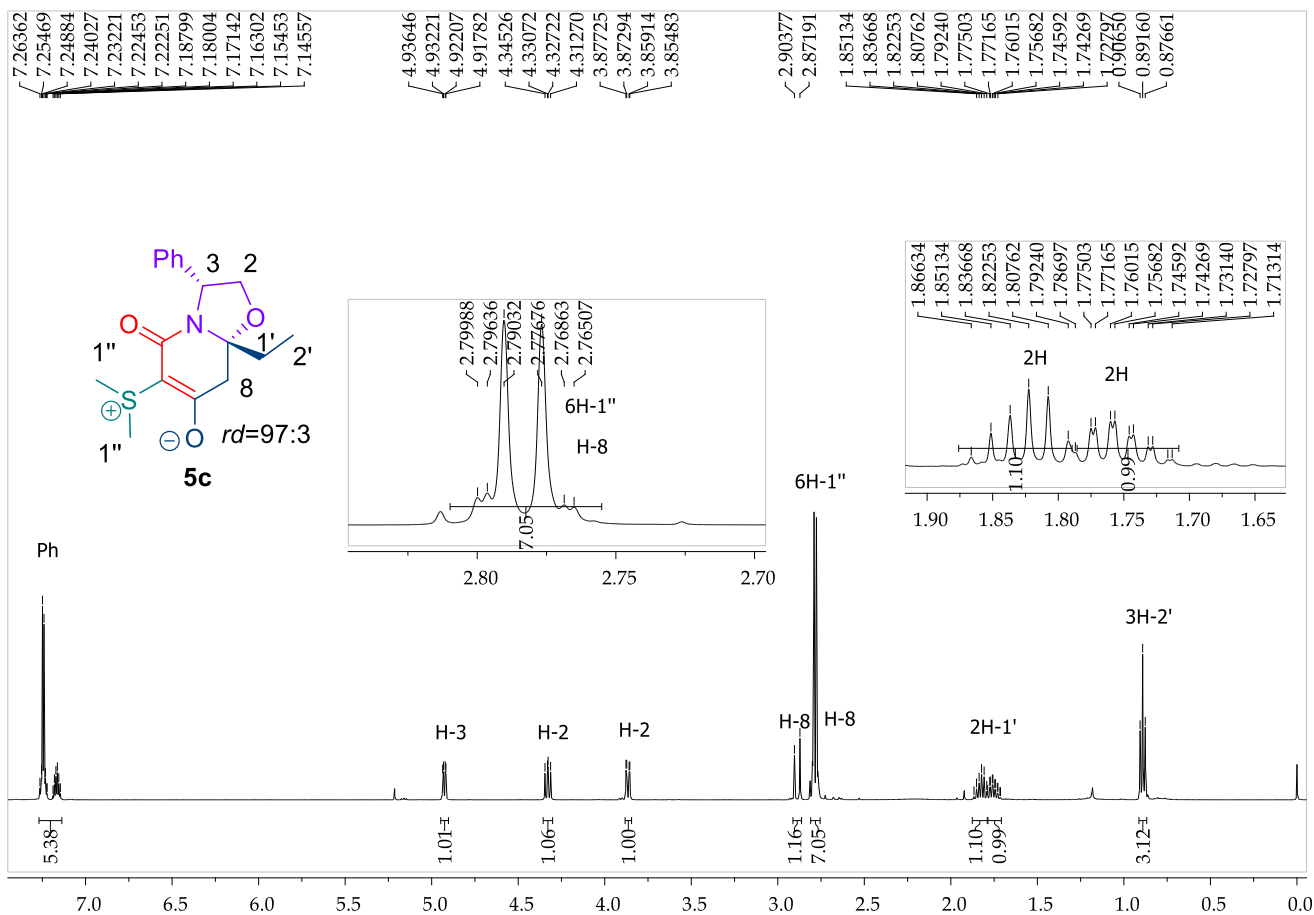 7.26362 7.25469 7.24884 7.24027 7.23221 7.22453 7.22251 7.18799 7.18004 7.17142 7.16302 7.15453 7.14557
4.93646 4.93221 4.92207 4.91782 4.34526 4.33072 4.32722 4.31270 3.87725 3.87294 3.85914 3.85483
2.90377 2.87191
1.85134 1.83668 1.82253 1.80762 1.79240 1.77503 1.77165 1.76015 1.75682 1.74592 1.74269 1.72797 0.90650 0.89160 0.87661
Ph
3
2
N
O
O
1'
2'
1''
S
⊕
8
1''
⊖ O
rd=97:3
5c
2.79988 2.79636 2.79032 2.77676 2.76863 2.76507
6H-1''
H-8
7.05
2.80 2.75 2.70
1.86634 1.85134 1.83668 1.82253 1.80762 1.79240 1.78697 1.77503 1.77165 1.76015 1.75682 1.74592 1.74269 1.73140 1.72797 1.71314
2H
2H
1.10 0.99
1.90 1.85 1.80 1.75 1.70 1.65
Ph
H-3
H-2
H-2
H-8
6H-1''
H-8
2H-1'
3H-2'
5.38 1.01 1.06 1.00 1.16 7.05 1.10 0.99 3.12
7.0 6.5 6.0 5.5 5.0 4.5 4.0 3.5 3.0 2.5 2.0 1.5 1.0 0.5 0.0